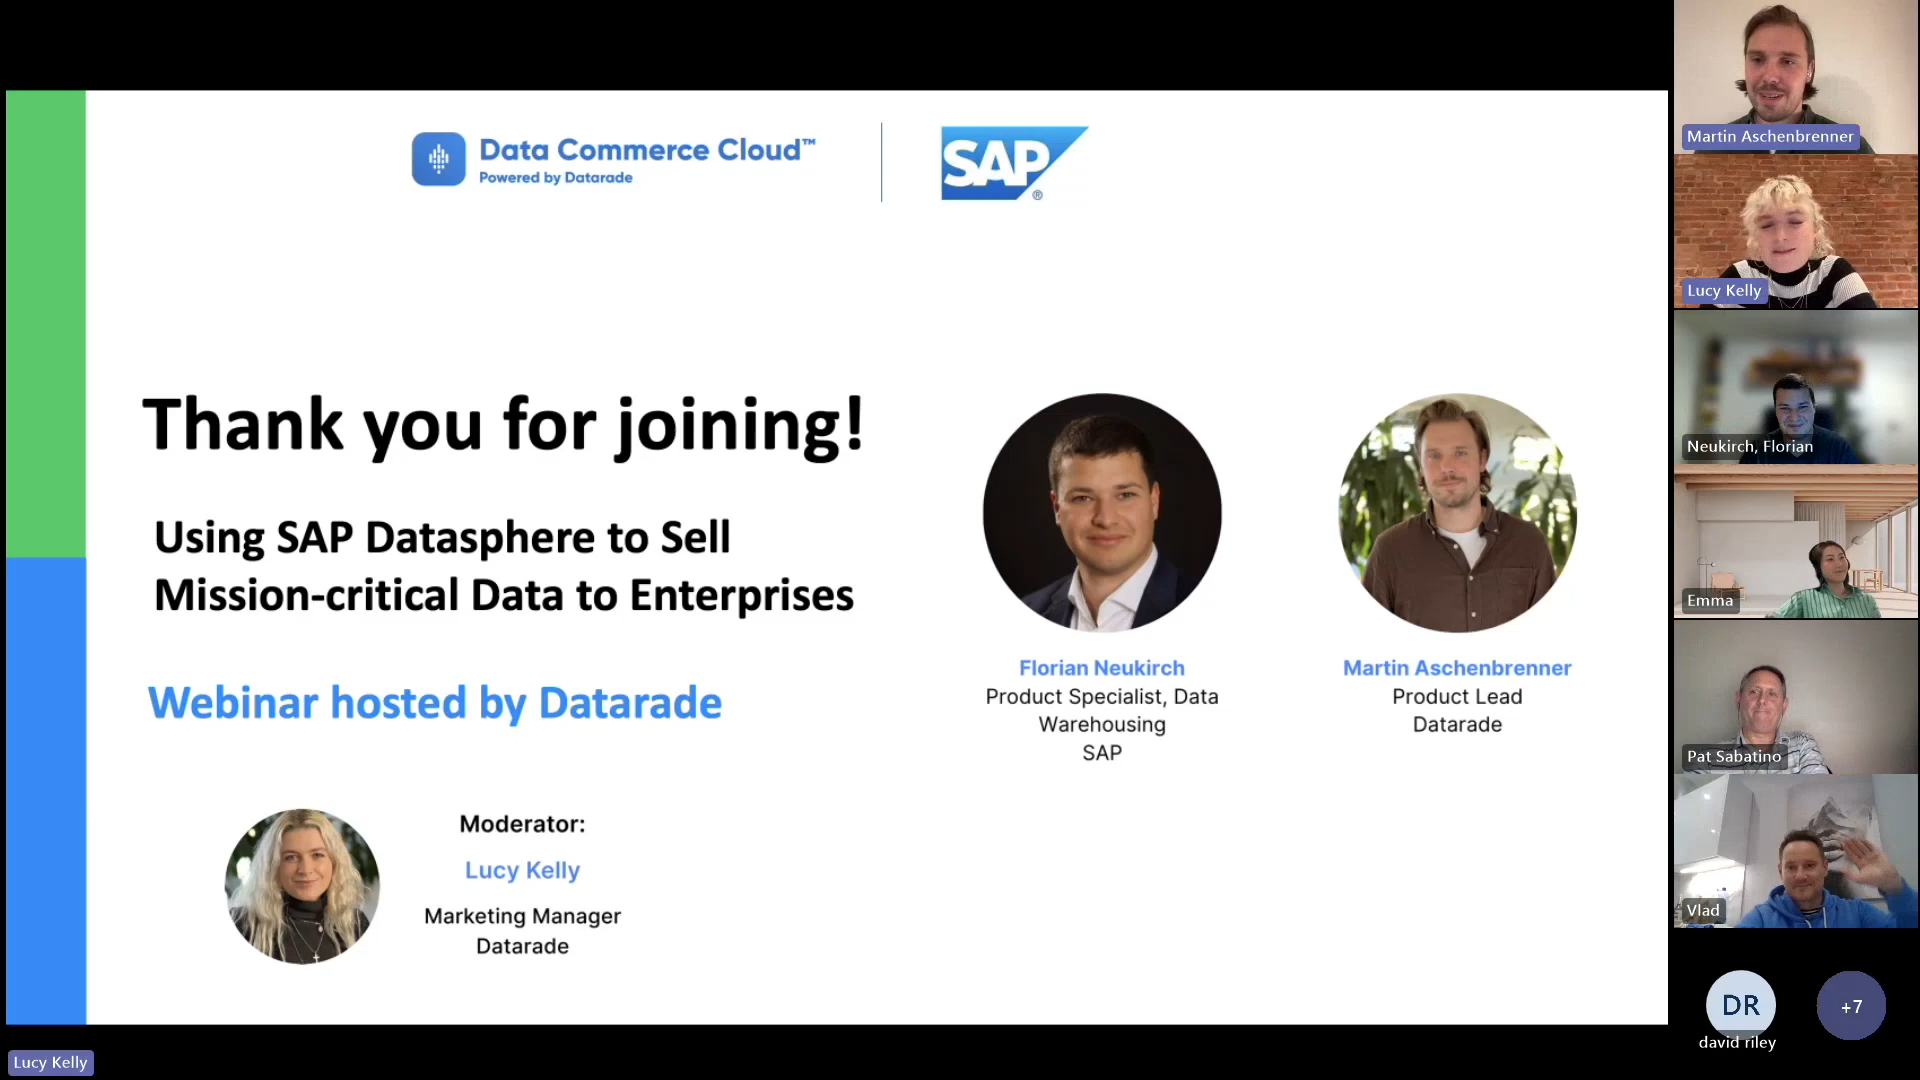 Data Commerce Cloud™
Powered by Datarade
SAP®
Thank you for joining!
Using SAP Datasphere to Sell
Mission-critical Data to Enterprises
Webinar hosted by Datarade
Florian Neukirch
Product Specialist, Data
Warehousing
SAP
Martin Aschenbrenner
Product Lead
Datarade
Moderator:
Lucy Kelly
Marketing Manager
Datarade
Lucy Kelly
Martin Aschenbrenner
Lucy Kelly
Neukirch, Florian
Emma
Pat Sabatino
Vlad
DR
david riley
+7